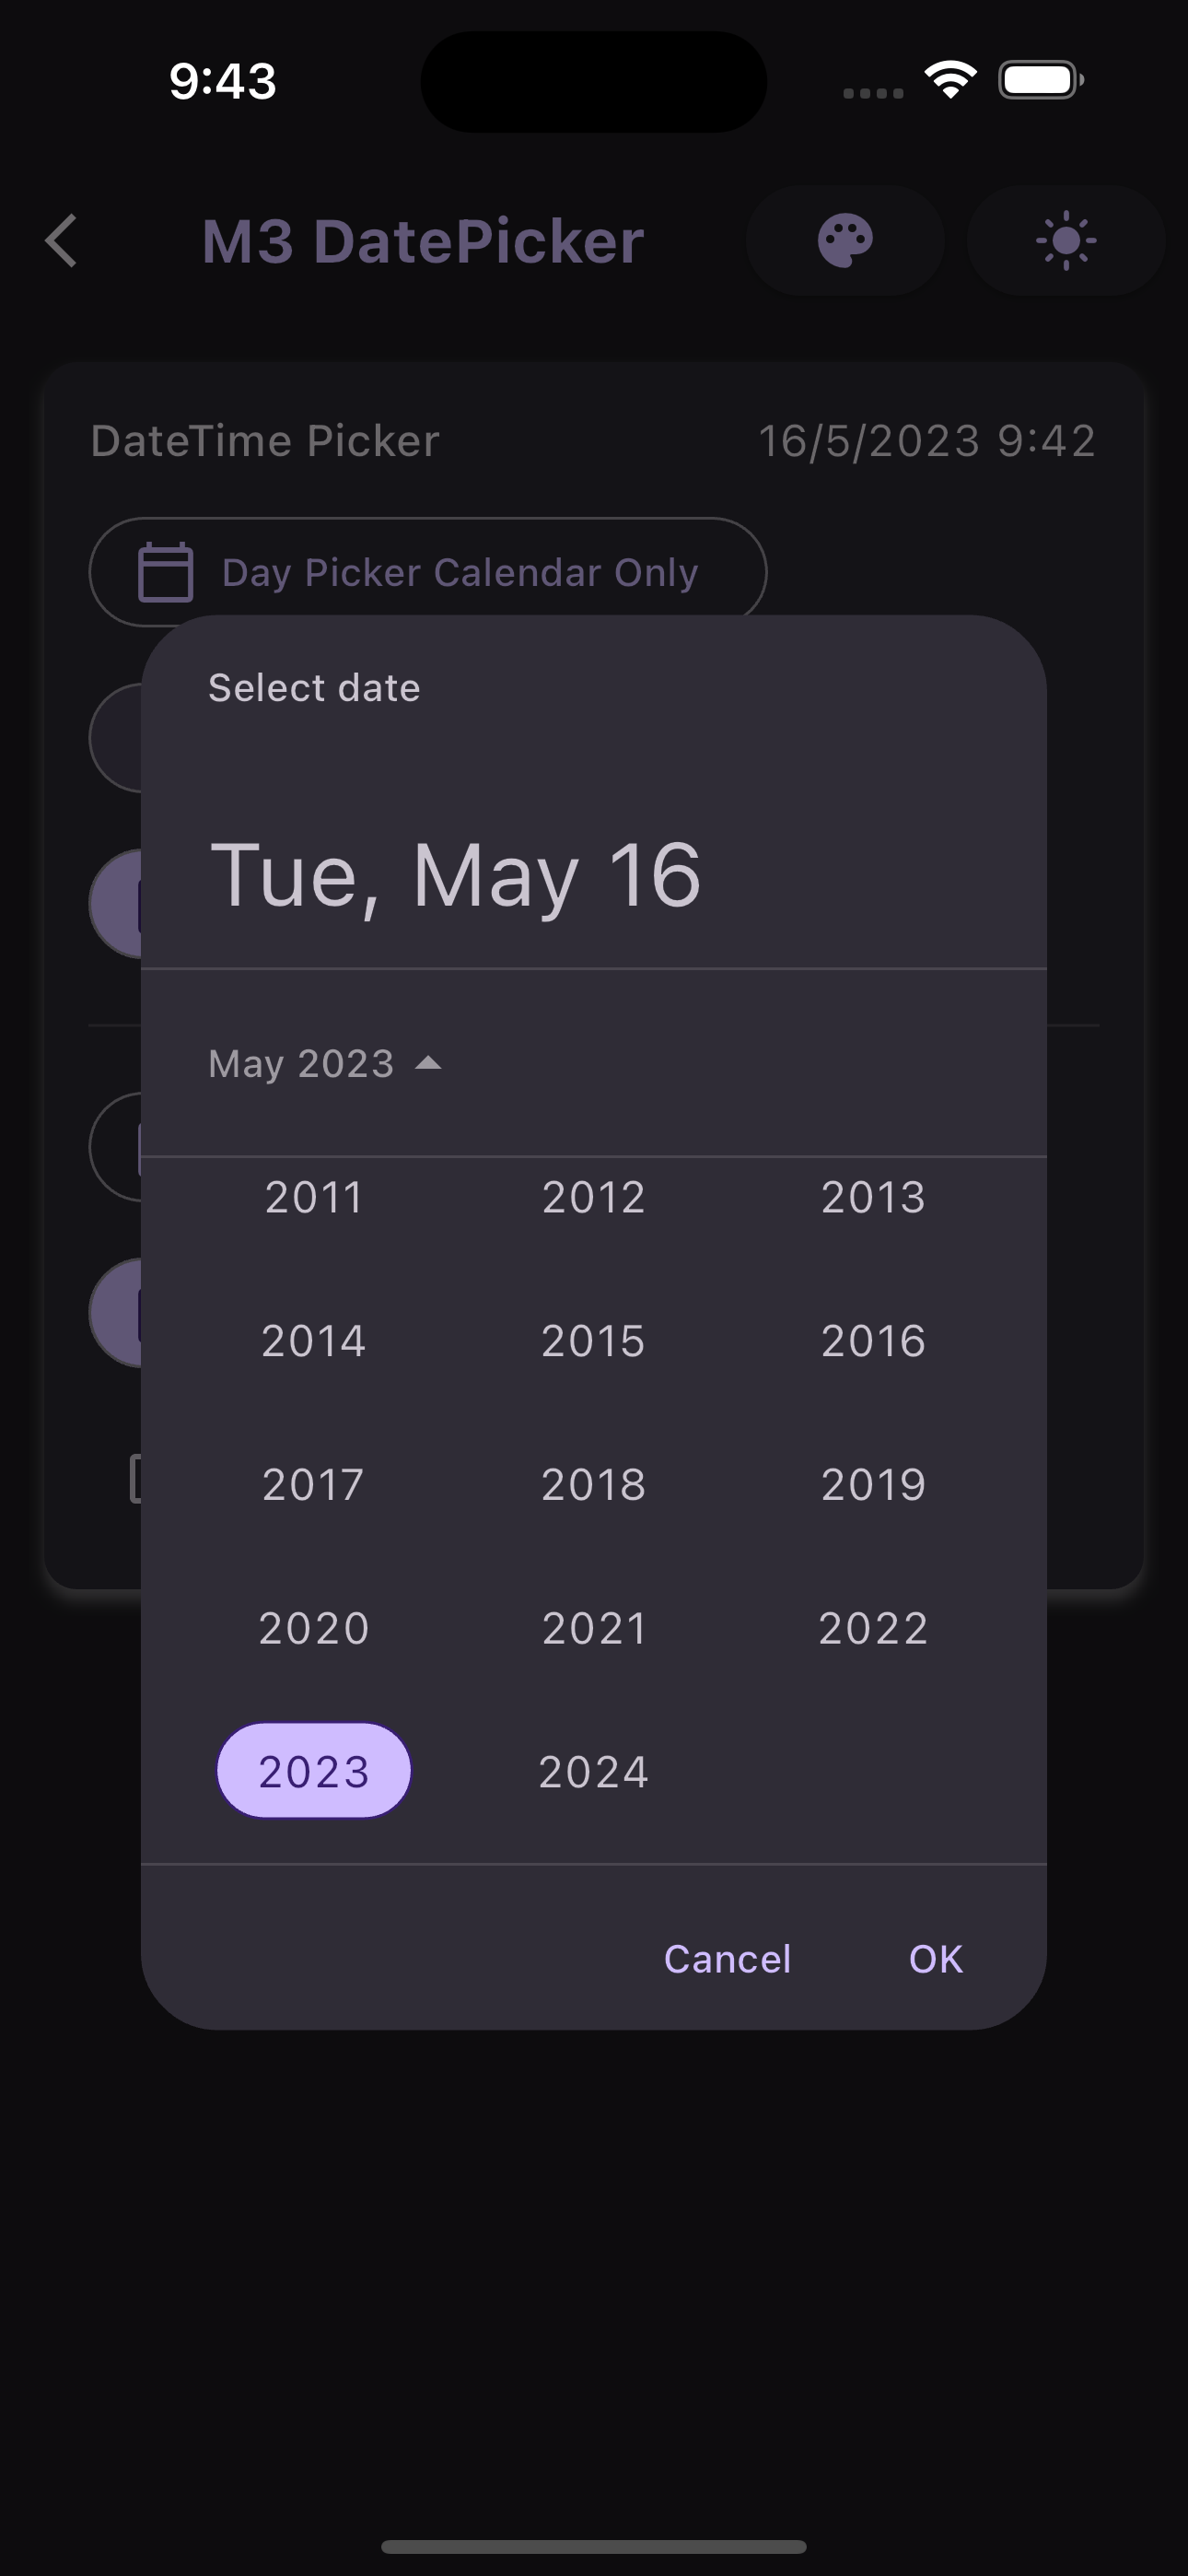 9:43
M3 DatePicker
DateTime Picker 16/5/2023 9:42
Day Picker Calendar Only
Select date
Tue, May 16
May 2023
2011 2012 2013
2014 2015 2016
2017 2018 2019
2020 2021 2022
2023 2024
Cancel OK